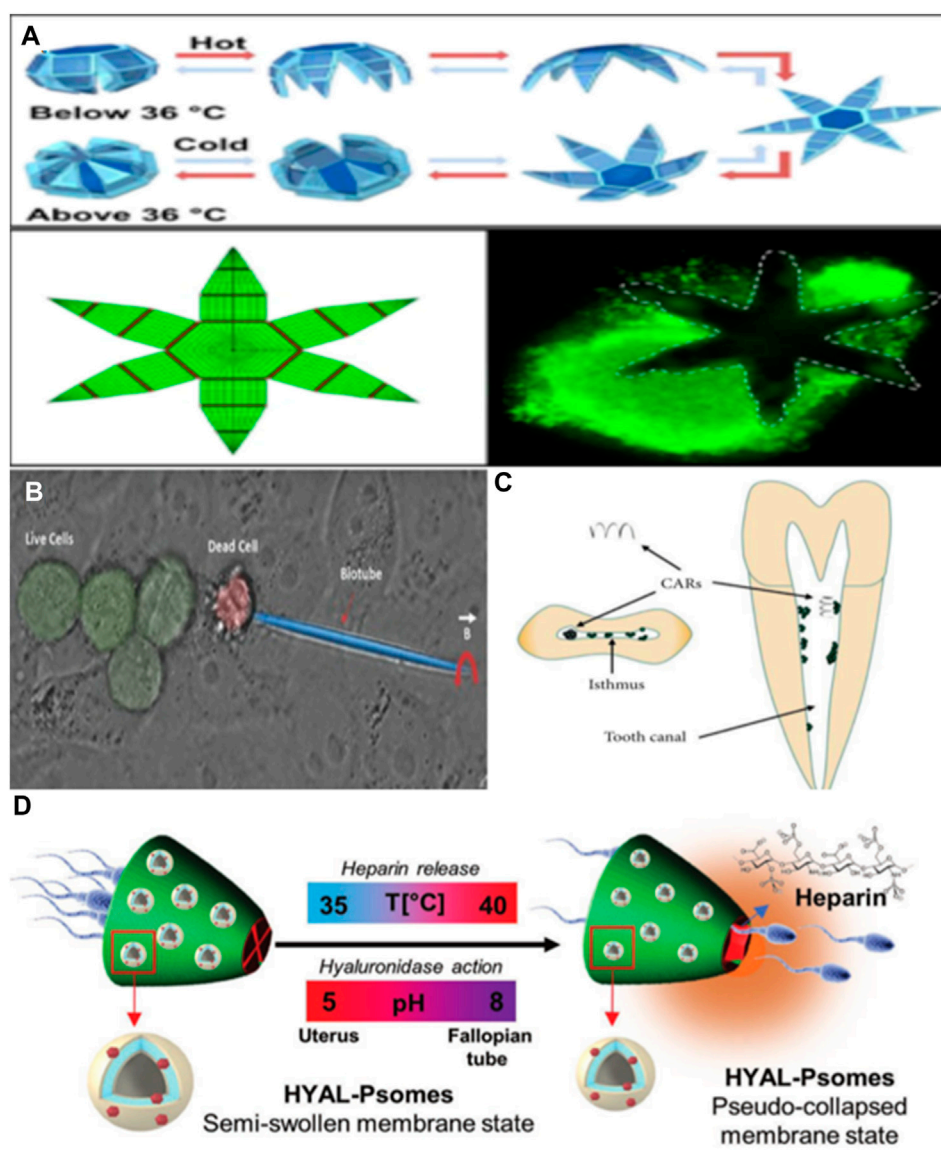 A
Hot
Below 36 °C
Cold
Above 36 °C
B
Live Cells
Dead Cell
Biotube
B
C
CARs
Isthmus
Tooth canal
D
Heparin release
35 T[°C] 40
Hyaluronidase action
5 pH 8
Uterus Fallopian
tube
HYAL-Psomes
Semi-swollen membrane state
Heparin
HYAL-Psomes
Pseudo-collapsed
membrane state